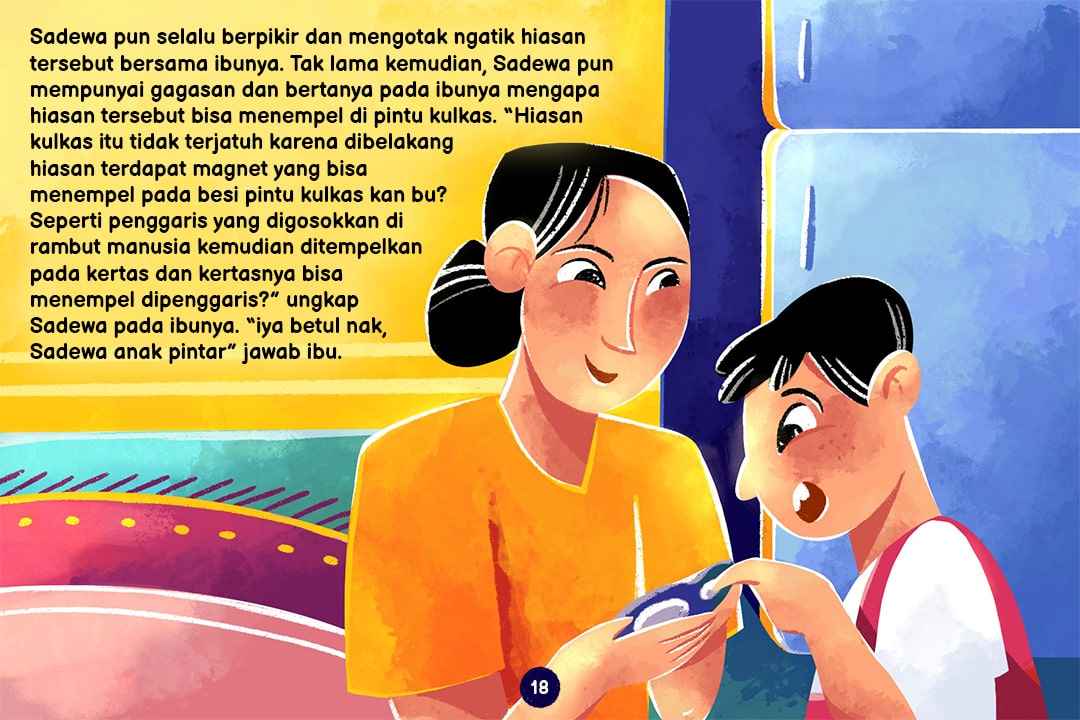 Sadewa pun selalu berpikir dan mengotak ngatik hiasan
tersebut bersama ibunya. Tak lama kemudian, Sadewa pun
mempunyai gagasan dan bertanya pada ibunya mengapa
hiasan tersebut bisa menempel di pintu kulkas. “Hiasan
kulkas itu tidak terjatuh karena dibelakang
hiasan terdapat magnet yang bisa
menempel pada besi pintu kulkas kan bu?
Seperti penggaris yang digosokkan di
rambut manusia kemudian ditempelkan
pada kertas dan kertasnya bisa
menempel dipenggaris?” ungkap
Sadewa pada ibunya. “iya betul nak,
Sadewa anak pintar” jawab ibu.
18